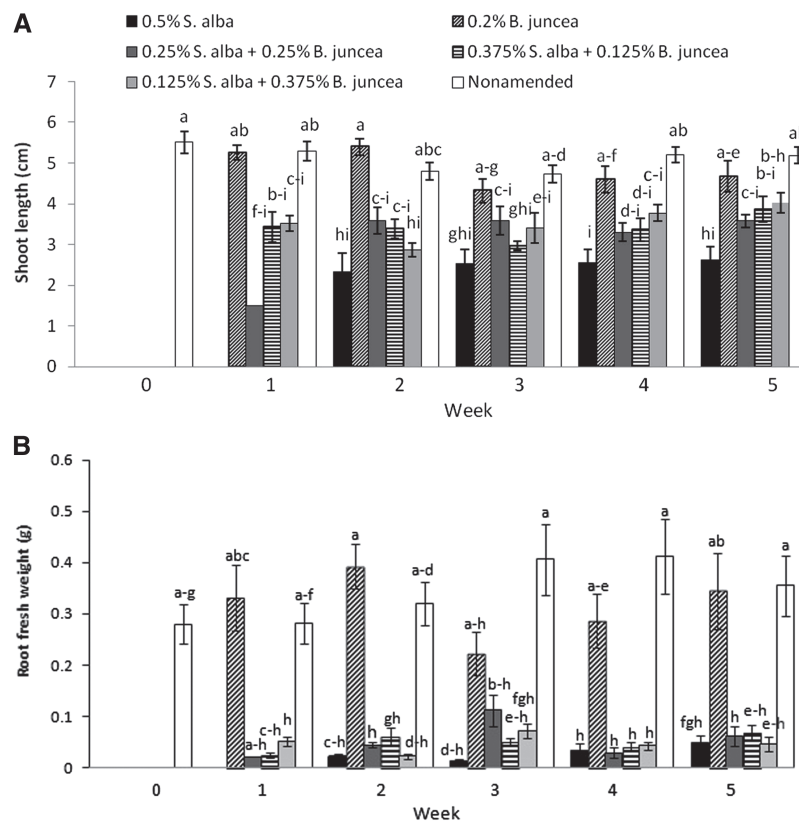 A
0.5% S. alba
0.2% B. juncea
0.25% S. alba + 0.25% B. juncea
0.375% S. alba + 0.125% B. juncea
0.125% S. alba + 0.375% B. juncea
Nonamended
Shoot length (cm)
7
6
5
4
3
2
1
0
a
ab
f-i
b-i
c-i
ab
hi
a
c-i
c-i
hi
abc
ghi
a-g
c-i
ghi
e-i
a-d
i
a-f
d-i
d-i
c-i
ab
hi
a-e
c-i
b-i
b-h
a
0 1 2 3 4 5
Week
B
Root fresh weight (g)
0.6
0.5
0.4
0.3
0.2
0.1
0
a-g
abc
a-h
c-h
h
a-f
c-h
a
h
gh
d-h
a-d
d-h
a-h
b-h
e-h
fgh
a
h
a-e
h
h
h
a
fgh
ab
h
e-h
e-h
a
0 1 2 3 4 5
Week